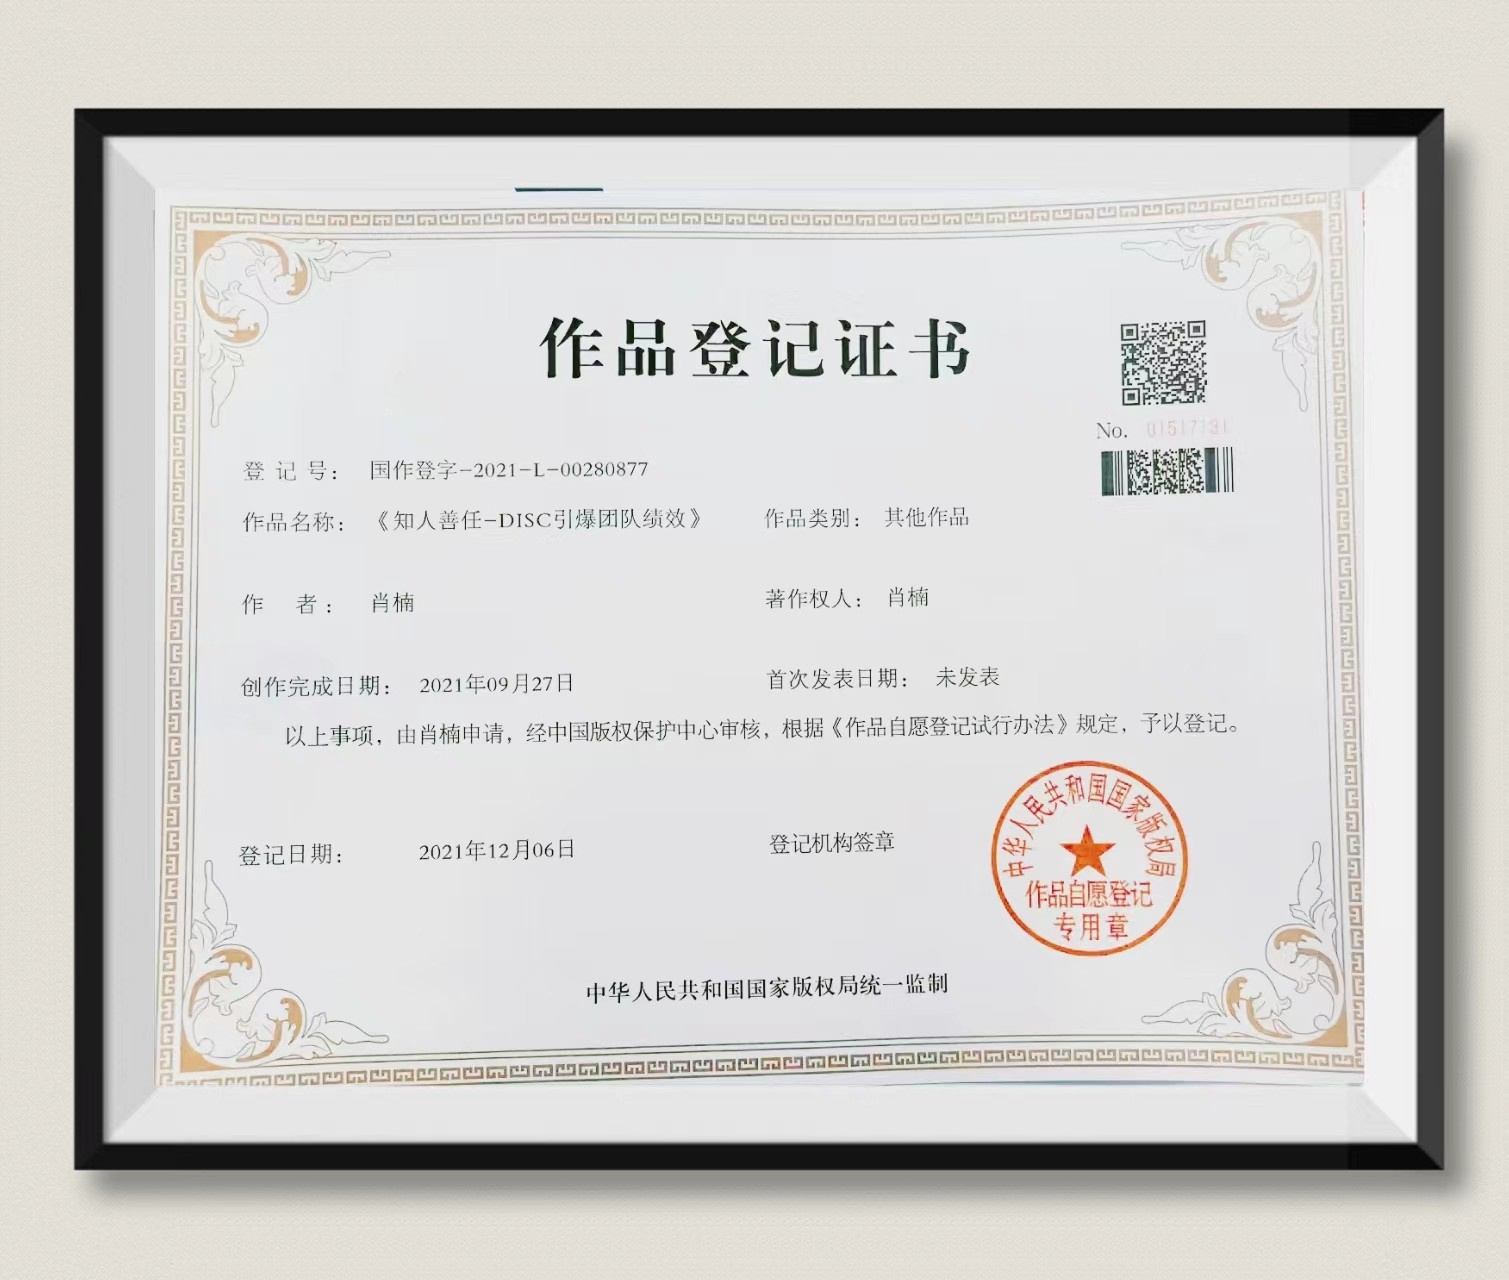 作品登记证书
No. 01517131
登 记 号： 国作登字-2021-L-00280877
作品名称： 《知人善任-DISC引爆团队绩效》 作品类别： 其他作品
作 者： 肖楠 著作权人： 肖楠
创作完成日期： 2021年09月27日 首次发表日期： 未发表
以上事项，由肖楠申请，经中国版权保护中心审核，根据《作品自愿登记试行办法》规定，予以登记。
登记日期： 2021年12月06日 登记机构签章
中华人民共和国国家版权局
作品自愿登记
专用章
中华人民共和国国家版权局统一监制